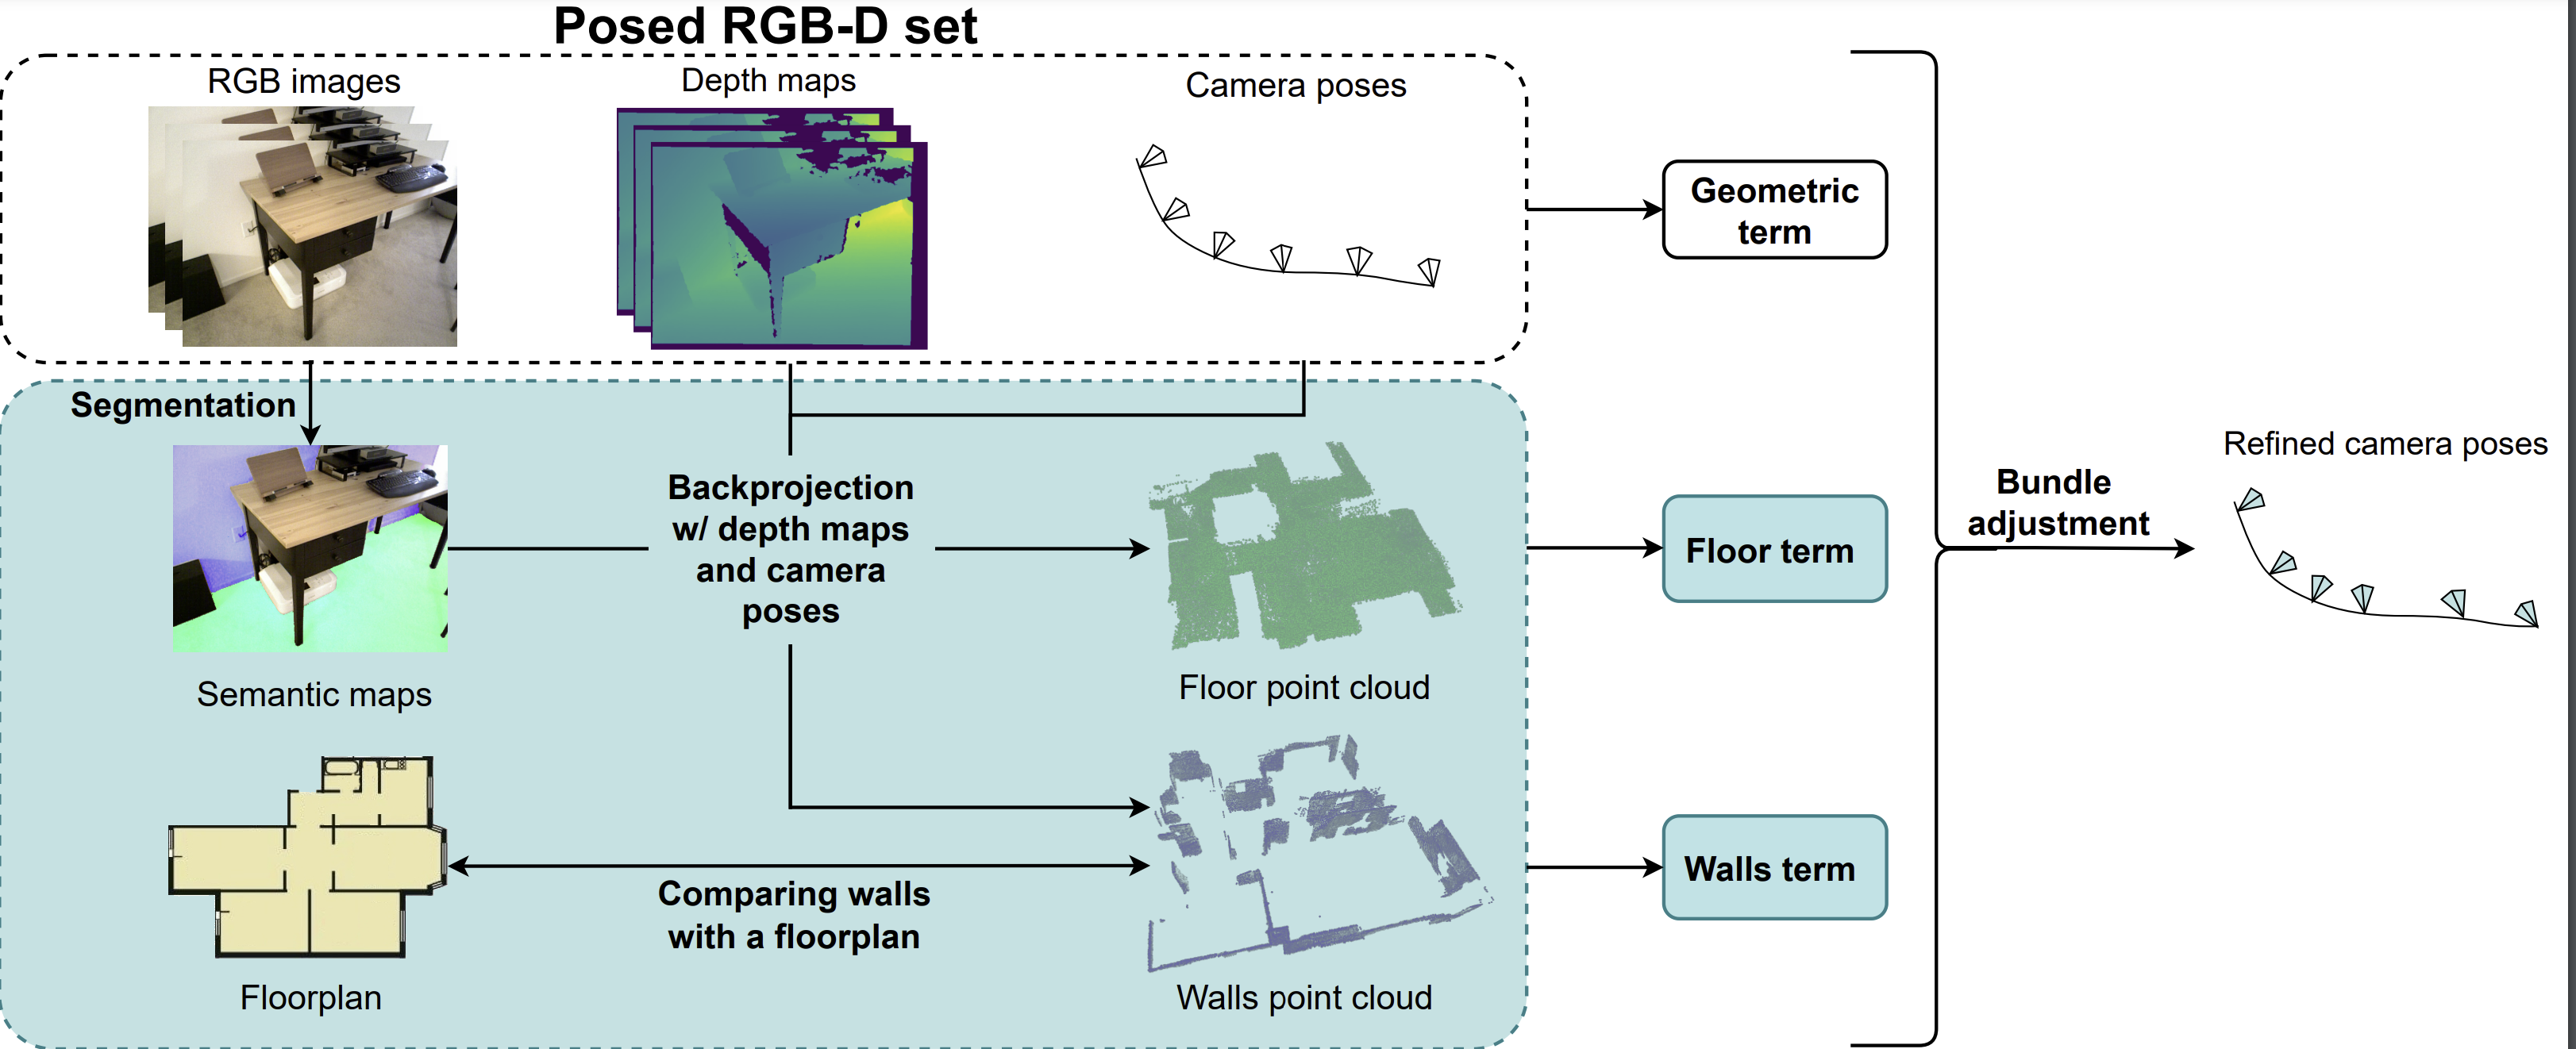 Posed RGB-D set
RGB images
Depth maps
Camera poses
Geometric
term
Segmentation
Backprojection
w/ depth maps
and camera
poses
Semantic maps
Floor point cloud
Floor term
Bundle
adjustment
Refined camera poses
Comparing walls
with a floorplan
Floorplan
Walls point cloud
Walls term